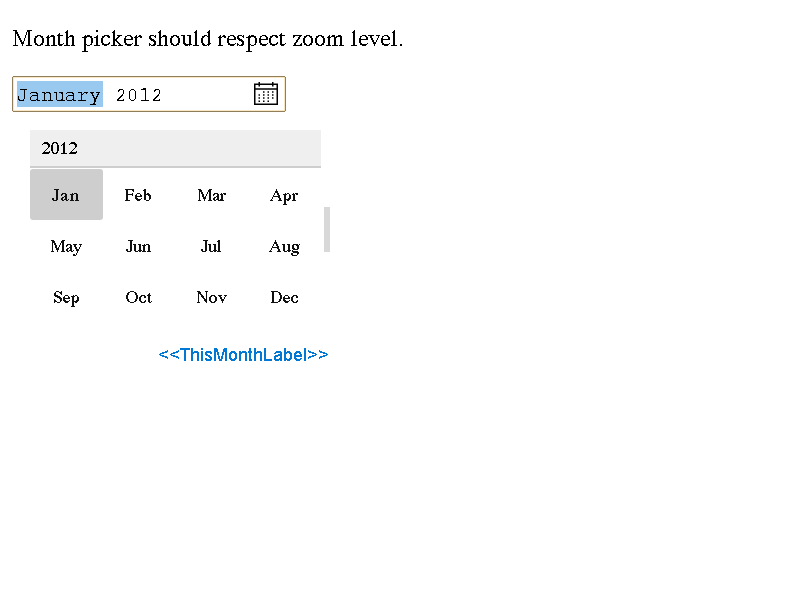 Month picker should respect zoom level.
January 2012
2012
Jan Feb Mar Apr
May Jun Jul Aug
Sep Oct Nov Dec
<<ThisMonthLabel>>